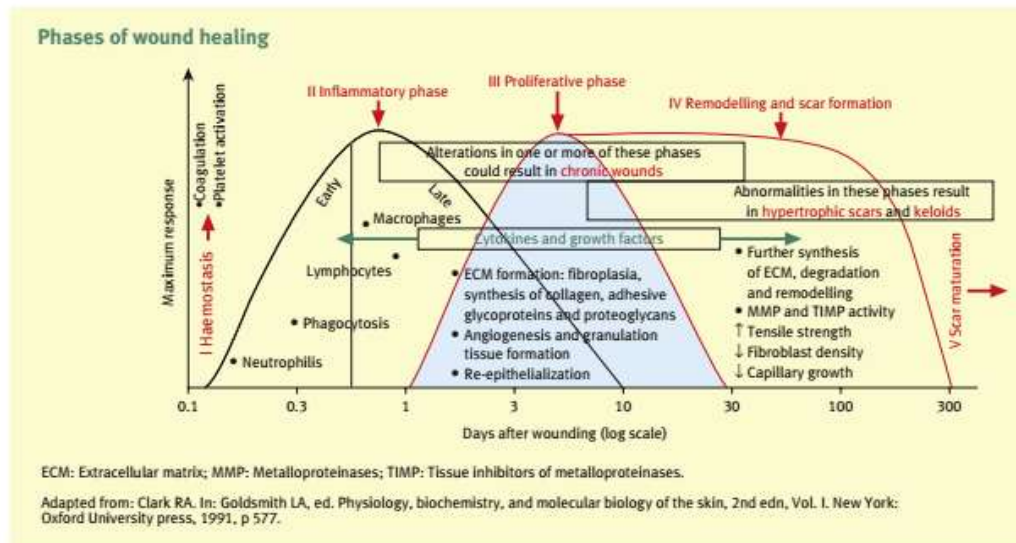 Phases of wound healing
II Inflammatory phase
III Proliferative phase
IV Remodelling and scar formation
•Coagulation
•Platelet activation
I Haemostasis
Maximum response
Early
Late
Alterations in one or more of these phases
could result in chronic wounds
Abnormalities in these phases result
in hypertrophic scars and keloids
• Macrophages
Cytokines and growth factors
Lymphocytes •
• Phagocytosis
• Neutrophilis
• ECM formation: fibroplasia,
synthesis of collagen, adhesive
glycoproteins and proteoglycans
• Angiogenesis and granulation
tissue formation
• Re-epithelialization
• Further synthesis
of ECM, degradation
and remodelling
• MMP and TIMP activity
↑ Tensile strength
↓ Fibroblast density
↓ Capillary growth
V Scar maturation
0.1 0.3 1 3 10 30 100 300
Days after wounding (log scale)
ECM: Extracellular matrix; MMP: Metalloproteinases; TIMP: Tissue inhibitors of metalloproteinases.
Adapted from: Clark RA. In: Goldsmith LA, ed. Physiology, biochemistry, and molecular biology of the skin, 2nd edn, Vol. I. New York:
Oxford University press, 1991, p 577.